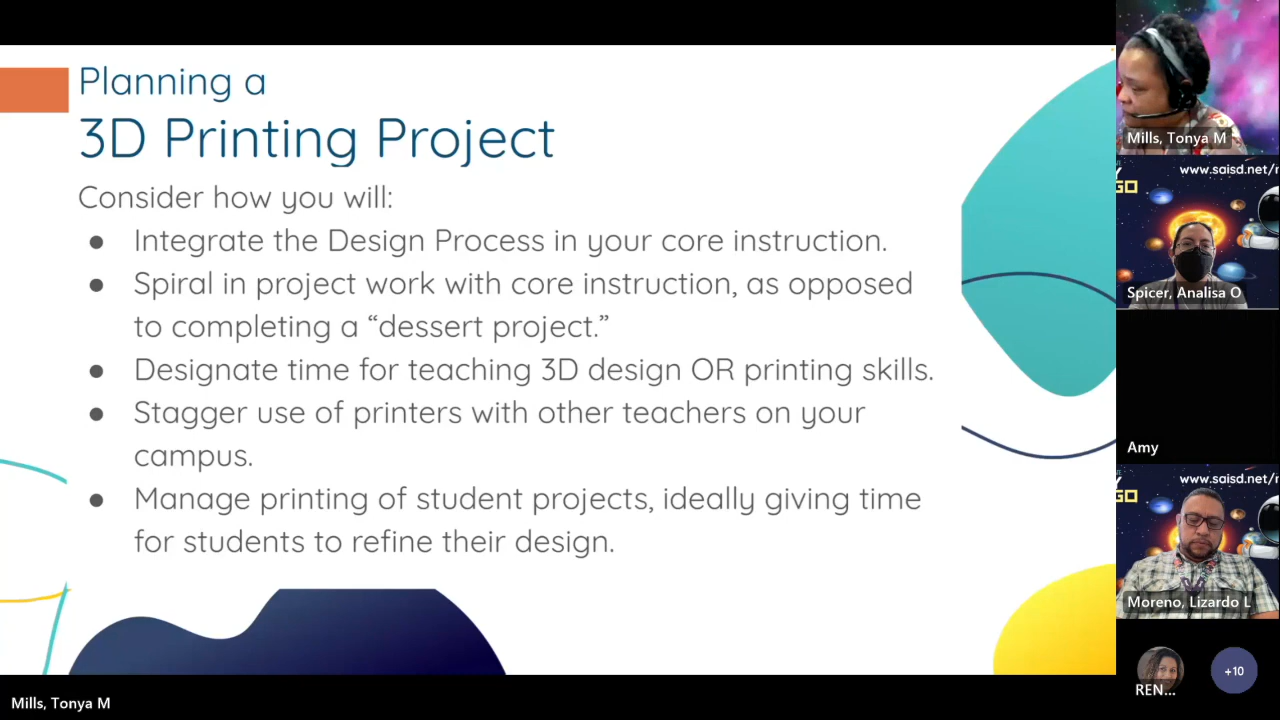 Planning a
3D Printing Project
Consider how you will:
● Integrate the Design Process in your core instruction.
● Spiral in project work with core instruction, as opposed
to completing a “dessert project.”
● Designate time for teaching 3D design OR printing skills.
● Stagger use of printers with other teachers on your
campus.
● Manage printing of student projects, ideally giving time
for students to refine their design.
Mills, Tonya M
www.saisd.net/
GO
Spicer, Analisa O
Amy
www.saisd.net/
GO
Moreno, Lizardo L
REN...
+10
Mills, Tonya M